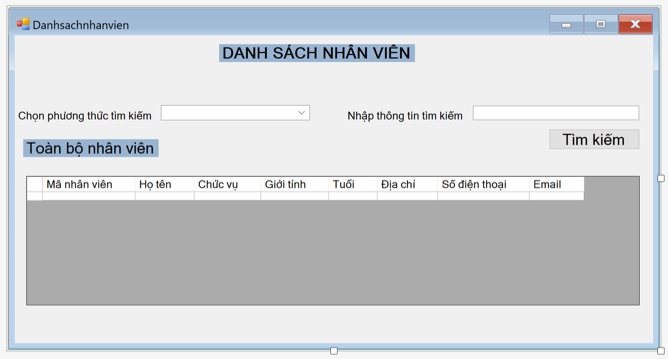 Danhsachnhanvien
DANH SÁCH NHÂN VIÊN
Chọn phương thức tìm kiếm
Nhập thông tin tìm kiếm
Tìm kiếm
Toàn bộ nhân viên
Mã nhân viên Họ tên Chức vụ Giới tính Tuổi Địa chỉ Số điện thoại Email